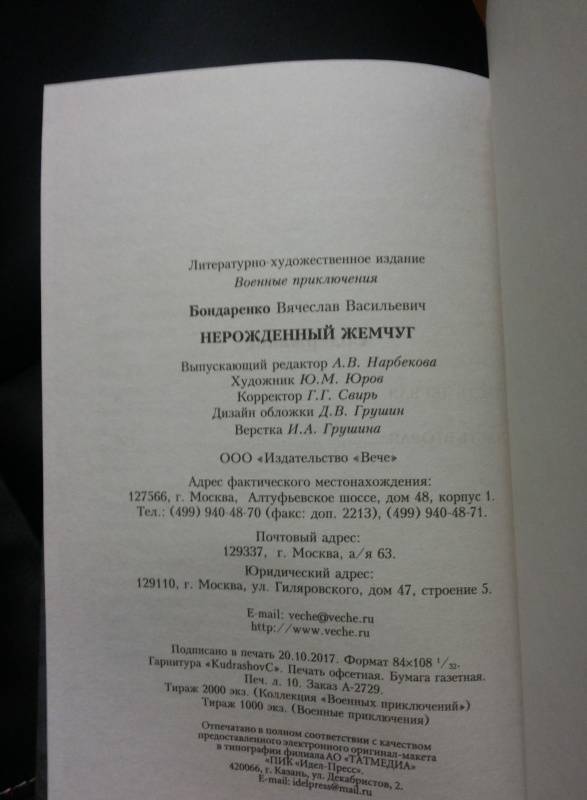 Литературно-художественное издание
Военные приключения
Бондаренко Вячеслав Васильевич
НЕРОЖДЕННЫЙ ЖЕМЧУГ
Выпускающий редактор А.В. Нарбекова
Художник Ю.М. Юров
Корректор Г.Г. Свирь
Дизайн обложки Д.В. Грушин
Верстка И.А. Грушина
ООО «Издательство «Вече»
Адрес фактического местонахождения:
127566, г. Москва, Алтуфьевское шоссе, дом 48, корпус 1.
Тел.: (499) 940-48-70 (факс: доп. 2213), (499) 940-48-71.
Почтовый адрес:
129337, г. Москва, а/я 63.
Юридический адрес:
129110, г. Москва, ул. Гиляровского, дом 47, строение 5.
E-mail: veche@veche.ru
http://www.veche.ru
Подписано в печать 20.10.2017. Формат 84×108 1/32.
Гарнитура «KudrashovC». Печать офсетная. Бумага газетная.
Печ. л. 10. Заказ А-2729.
Тираж 2000 экз. (Коллекция «Военных приключений»)
Тираж 1000 экз. (Военные приключения)
Отпечатано в полном соответствии с качеством
предоставленного электронного оригинал-макета
в типографии филиала АО «ТАТМЕДИА»
«ПИК «Идел-Пресс».
420066, г. Казань, ул. Декабристов, 2.
E-mail: idelpress@mail.ru